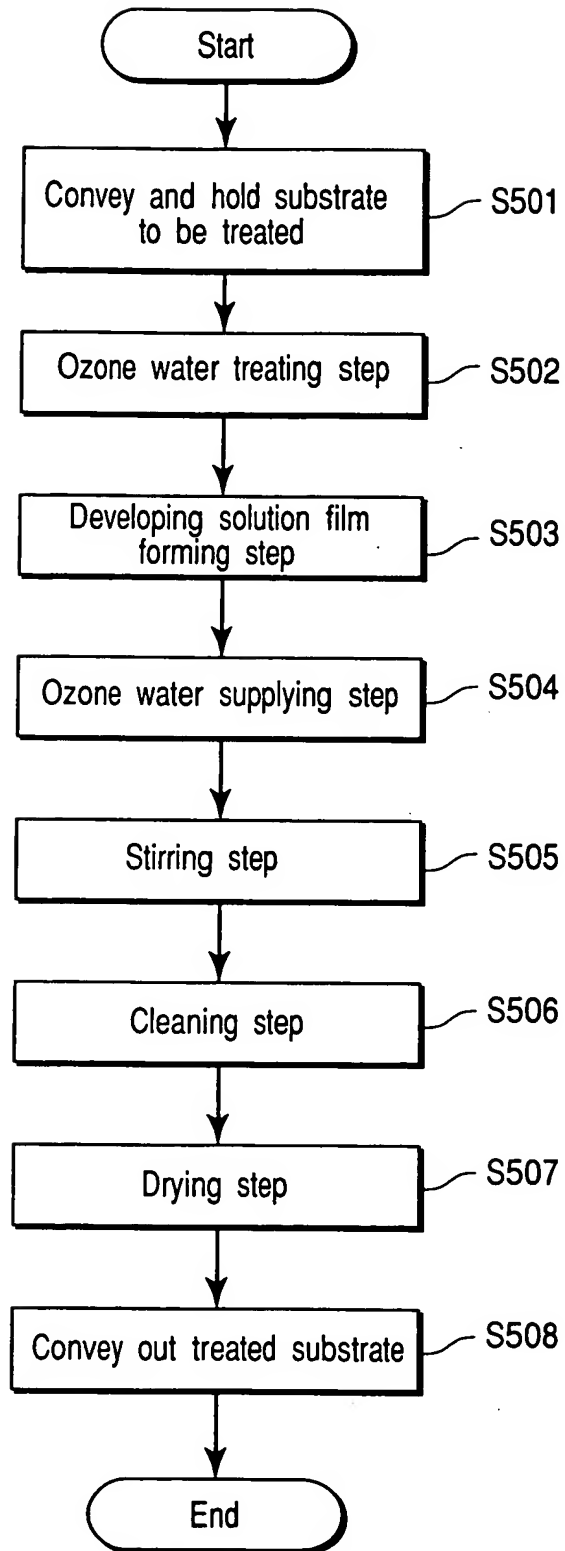 Start
Convey and hold substrate
to be treated
S501
Ozone water treating step
S502
Developing solution film
forming step
S503
Ozone water supplying step
S504
Stirring step
S505
Cleaning step
S506
Drying step
S507
Convey out treated substrate
S508
End